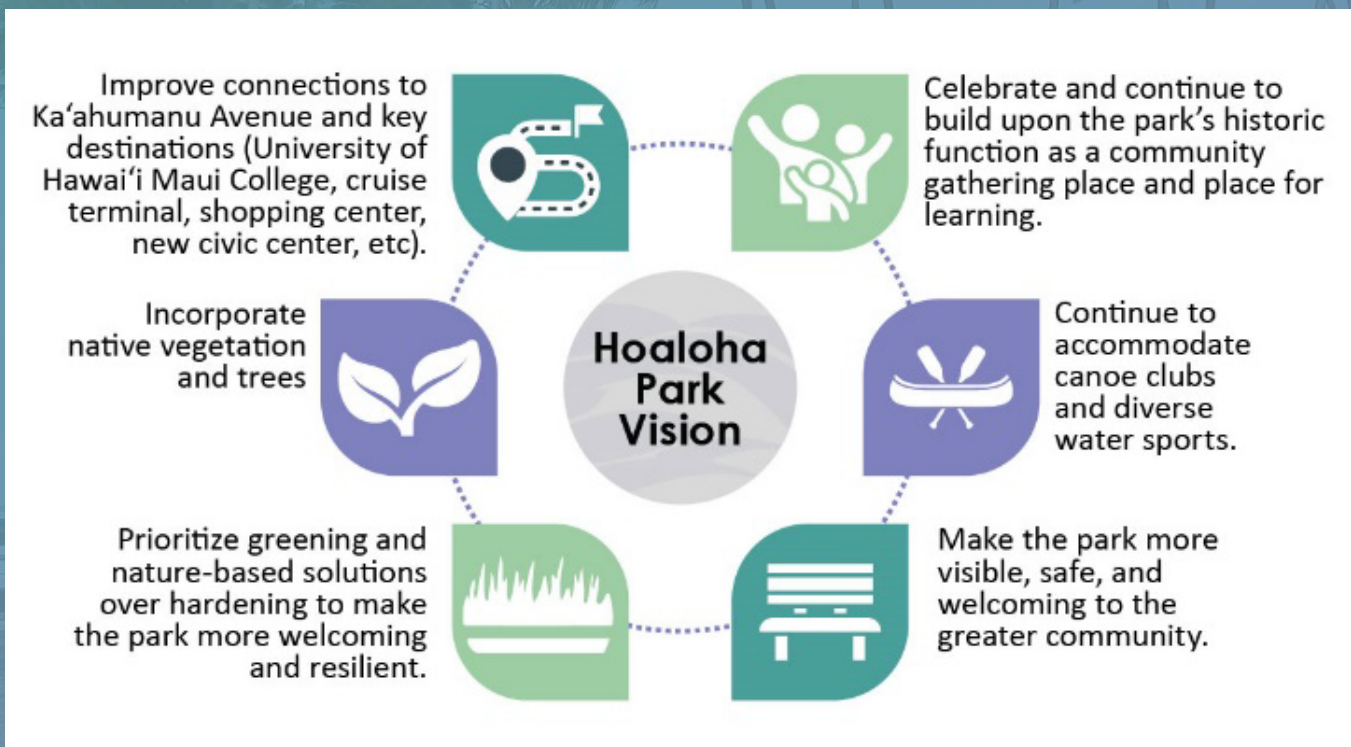 Improve connections to
Kaʻahumanu Avenue and key
destinations (University of
Hawaiʻi Maui College, cruise
terminal, shopping center,
new civic center, etc).
Celebrate and continue to
build upon the park’s historic
function as a community
gathering place and place for
learning.
Incorporate
native vegetation
and trees
Hoaloha
Park
Vision
Continue to
accommodate
canoe clubs
and diverse
water sports.
Prioritize greening and
nature-based solutions
over hardening to make
the park more welcoming
and resilient.
Make the park more
visible, safe, and
welcoming to the
greater community.